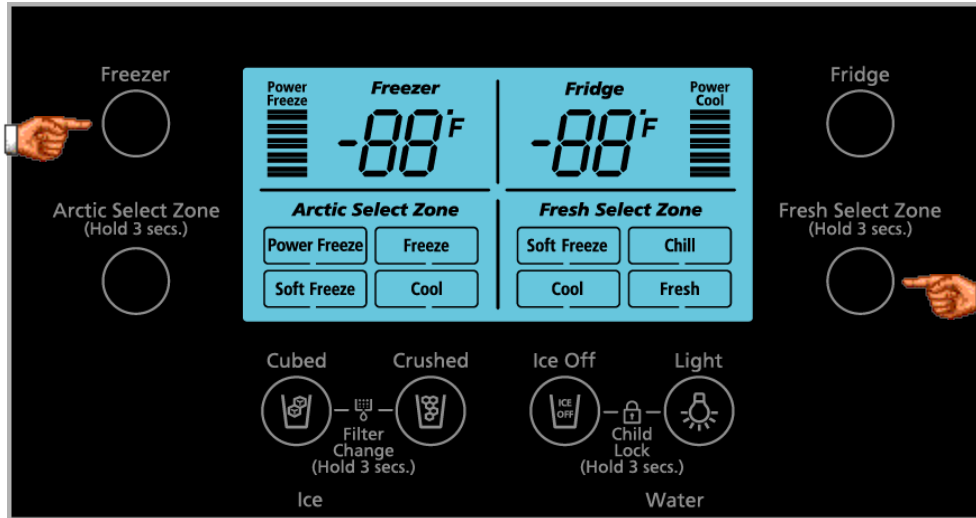 Freezer
Fridge
Power
Freeze
Freezer
-88°F
Fridge
-88°F
Power
Cool
Arctic Select Zone
(Hold 3 secs.)
Arctic Select Zone
Power Freeze
Freeze
Soft Freeze
Cool
Fresh Select Zone
Soft Freeze
Chill
Cool
Fresh
Fresh Select Zone
(Hold 3 secs.)
Cubed
Crushed
Filter
Change
(Hold 3 secs.)
Ice Off
ICE
OFF
Light
Child
Lock
(Hold 3 secs.)
Ice
Water